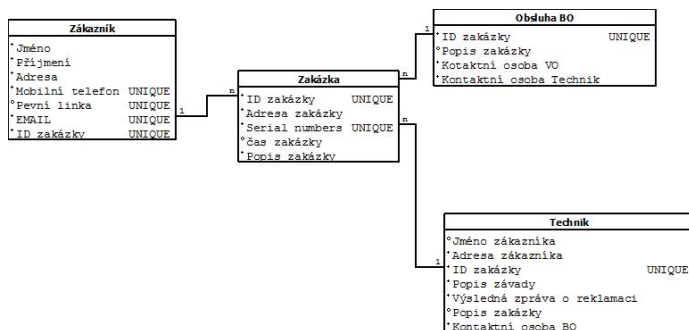 Zákazník
*Jméno
*Příjmení
*Adresa
*Mobilní telefon UNIQUE
°Pevní linka UNIQUE
*EMAIL UNIQUE
*ID zakázky UNIQUE
1
n
Zakázka
*ID zakázky UNIQUE
*Adresa zakázky
*Serial numbers UNIQUE
°čas zakázky
*Popis zakázky
n
n
1
Obsluha BO
*ID zakázky UNIQUE
°Popis zakázky
*Kotaktní osoba VO
*Kontaktní osoba Technik
1
Technik
°Jméno zákazníka
*Adresa zákazníka
*ID zakázky UNIQUE
*Popis závady
*Výsledná zpráva o reklamaci
°Popis zakázky
*Kontaktní osoba BO